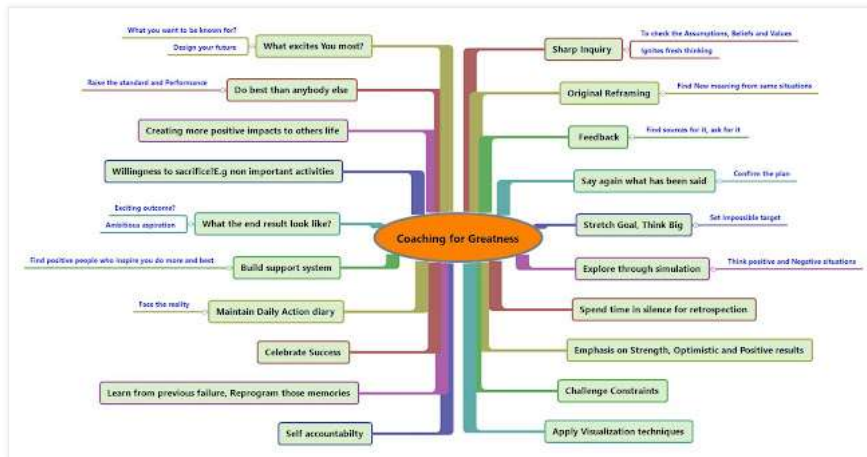 What you want to be known for?
Design your future
What excites You most?
Raise the standard and Performance
Do best than anybody else
Creating more positive impacts to others life
Willingness to sacrifice?E.g non important activities
Exciting outcome?
Ambitious aspiration
What the end result look like?
Find positive people who inspire you do more and best
Build support system
Face the reality
Maintain Daily Action diary
Celebrate Success
Learn from previous failure, Reprogram those memories
Self accountabilty
Coaching for Greatness
Sharp Inquiry
To check the Assumptions, Beliefs and Values
Ignites fresh thinking
Original Reframing
Find New meaning from same situations
Feedback
Find sources for it, ask for it
Say again what has been said
Confirm the plan
Stretch Goal, Think Big
Set Impossible target
Explore through simulation
Think positive and Negative situations
Spend time in silence for retrospection
Emphasis on Strength, Optimistic and Positive results
Challenge Constraints
Apply Visualization techniques